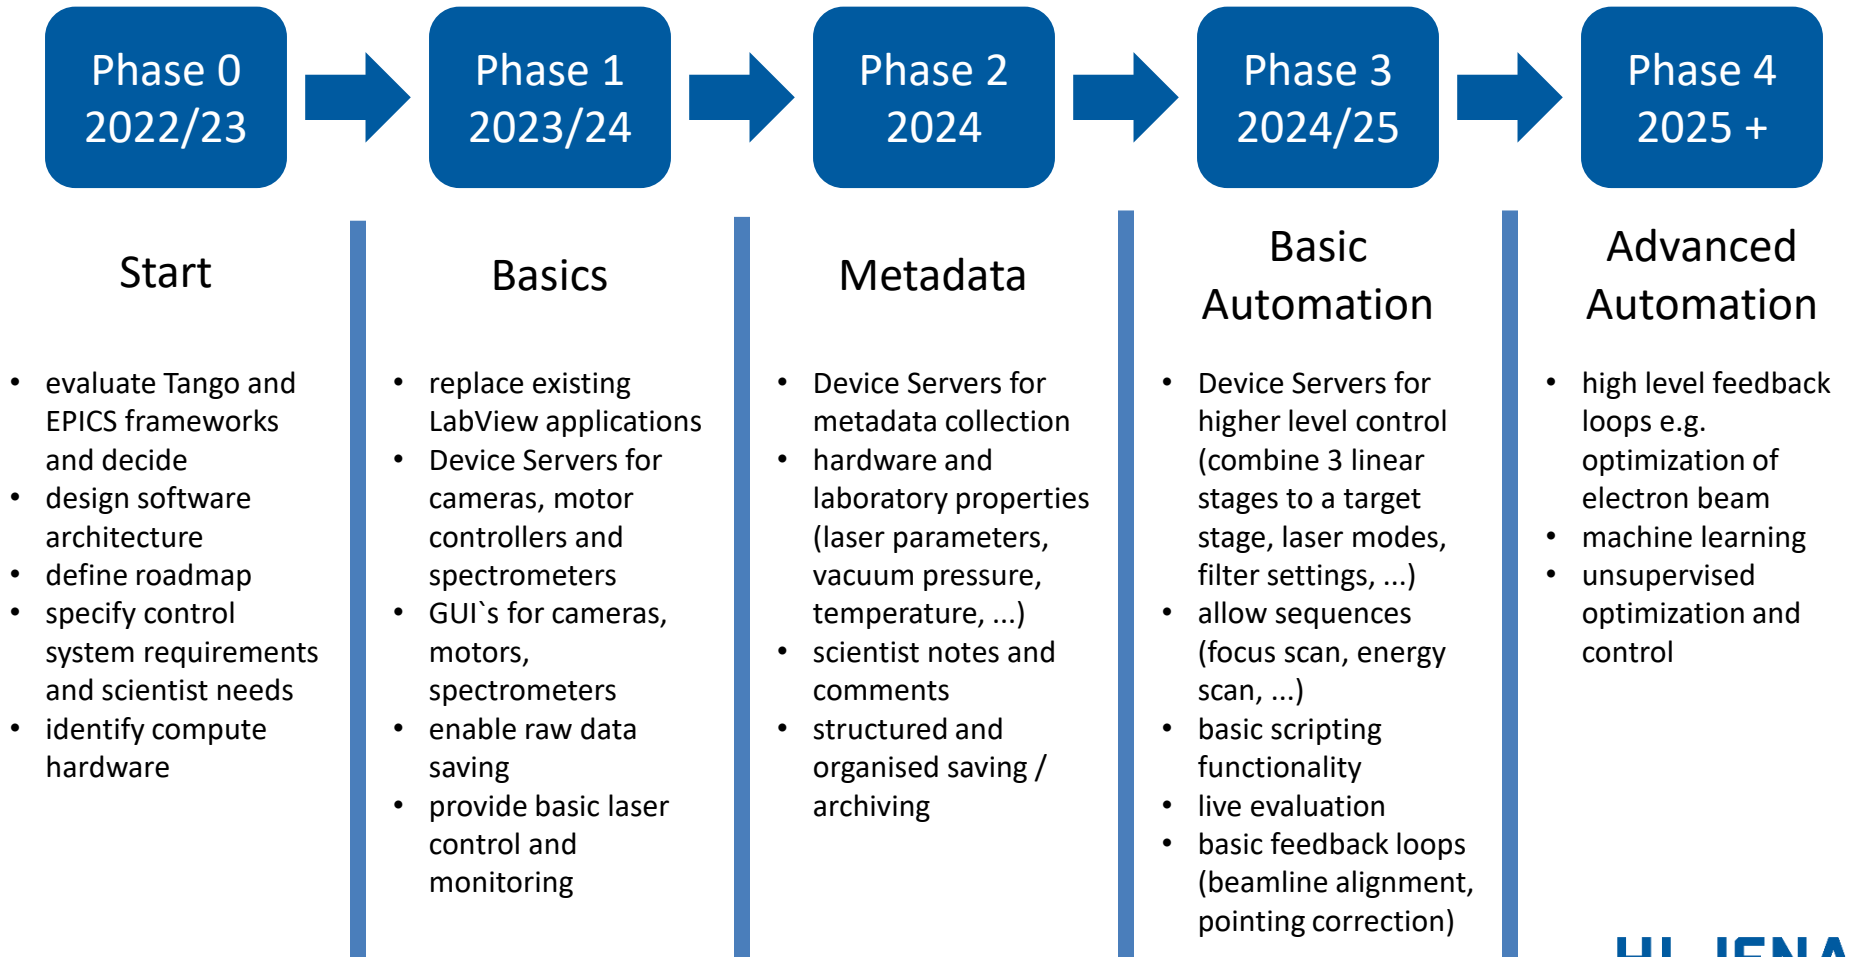 Phase 0
2022/23
Phase 1
2023/24
Phase 2
2024
Phase 3
2024/25
Phase 4
2025 +
Start
• evaluate Tango and
EPICS frameworks
and decide
• design software
architecture
• define roadmap
• specify control
system requirements
and scientist needs
• identify compute
hardware
Basics
• replace existing
LabView applications
• Device Servers for
cameras, motor
controllers and
spectrometers
• GUI`s for cameras,
motors,
spectrometers
• enable raw data
saving
• provide basic laser
control and
monitoring
Metadata
• Device Servers for
metadata collection
• hardware and
laboratory properties
(laser parameters,
vacuum pressure,
temperature, ...)
• scientist notes and
comments
• structured and
organised saving /
archiving
Basic
Automation
• Device Servers for
higher level control
(combine 3 linear
stages to a target
stage, laser modes,
filter settings, ...)
• allow sequences
(focus scan, energy
scan, ...)
• basic scripting
functionality
• live evaluation
• basic feedback loops
(beamline alignment,
pointing correction)
Advanced
Automation
• high level feedback
loops e.g.
optimization of
electron beam
• machine learning
• unsupervised
optimization and
control
HI JENA